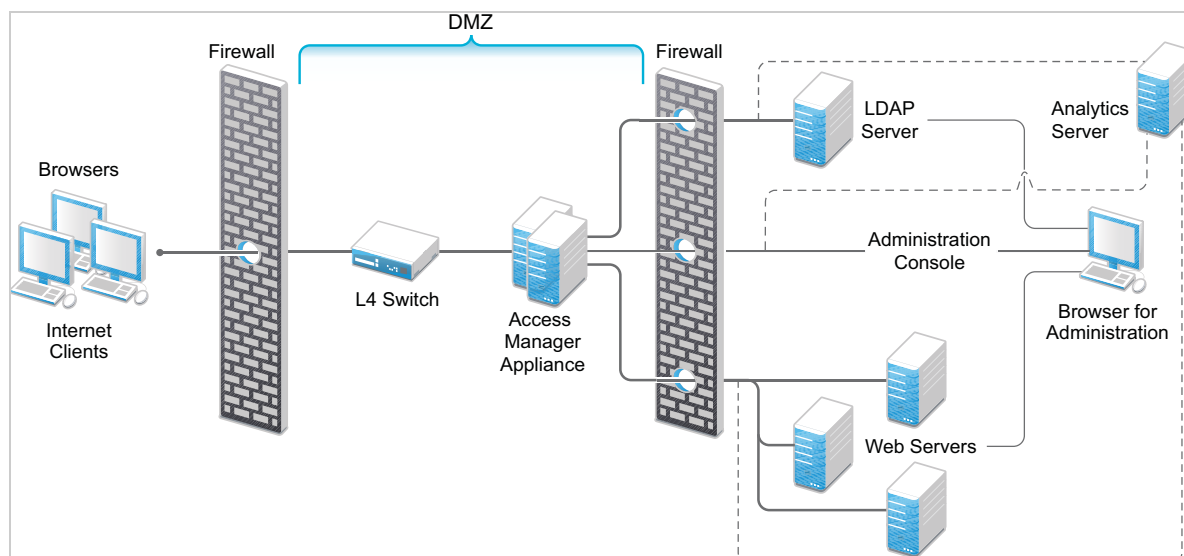 DMZ
Firewall
Firewall
LDAP
Server
Analytics
Server
Browsers
Administration
Console
L4 Switch
Access
Manager
Appliance
Internet
Clients
Browser for
Administration
Web Servers